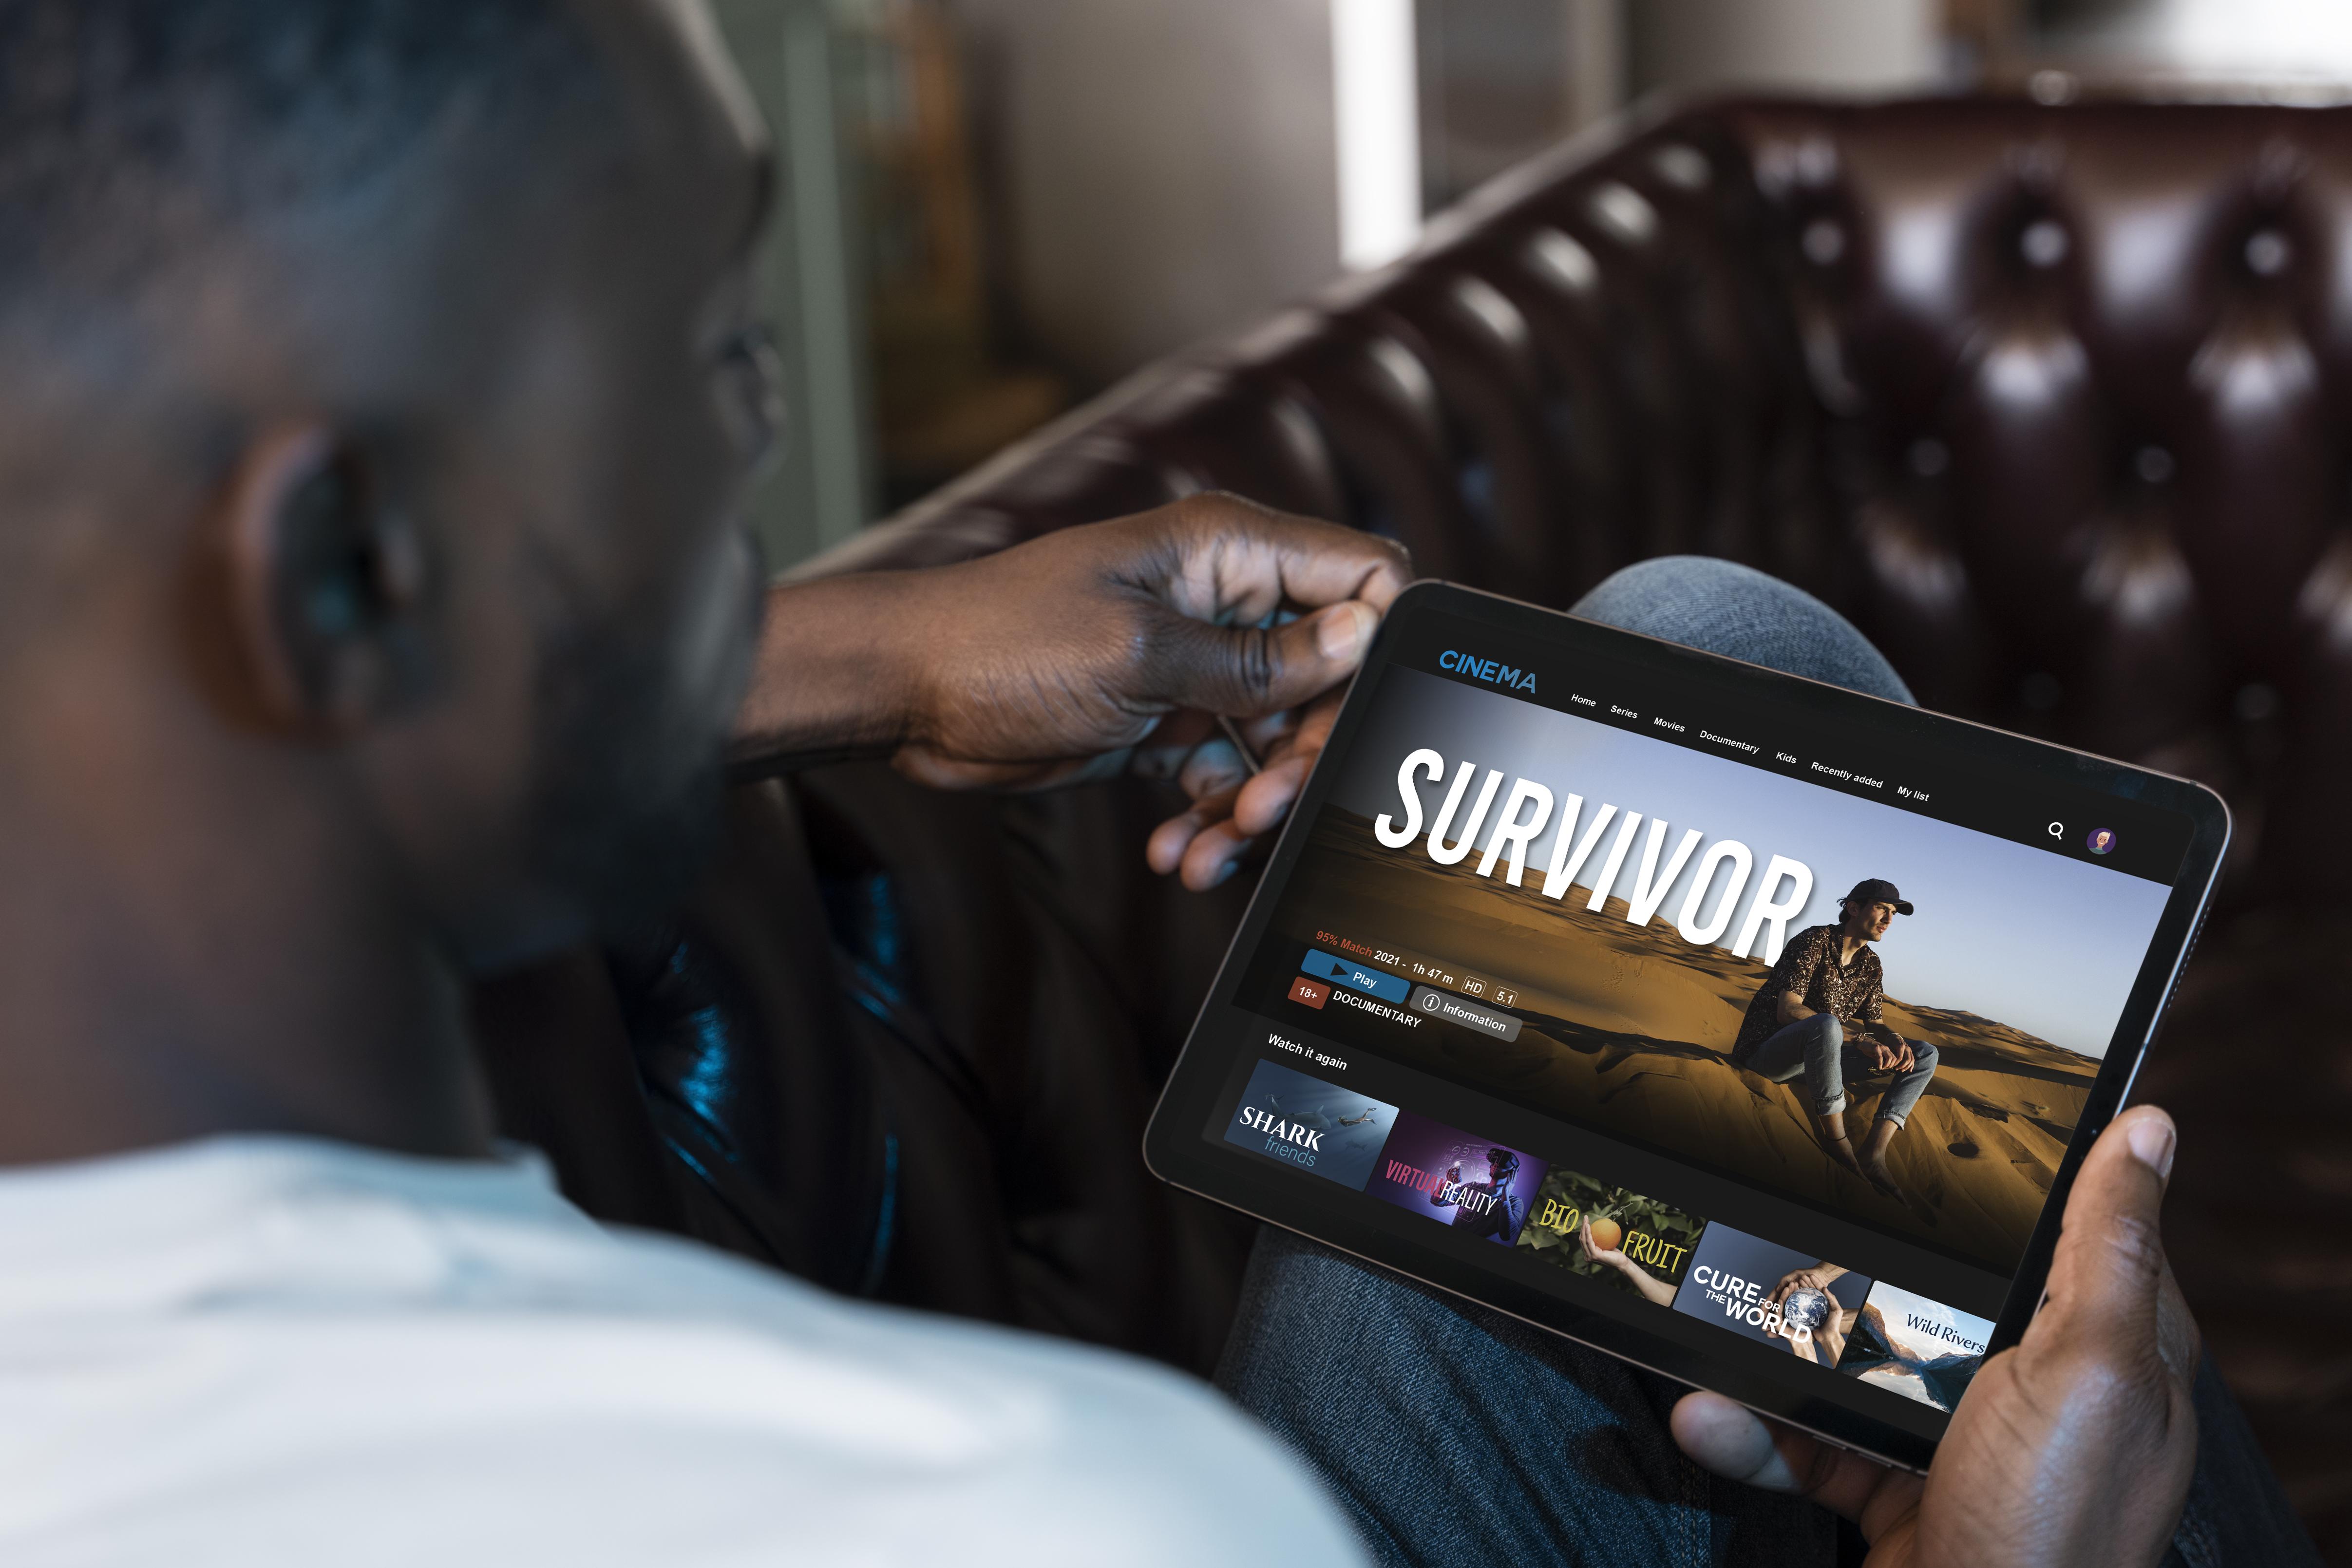 CINEMA
Home Series Movies Documentary Kids Recently added My list
SURVIVOR
95% Match 2021 - 1h 47 m HD 5.1
Play Information
18+ DOCUMENTARY
Watch it again
SHARK
friends
VIRTUAL
REALITY
BIO
FRUIT
CURE FOR
THE WORLD
Wild Rivers